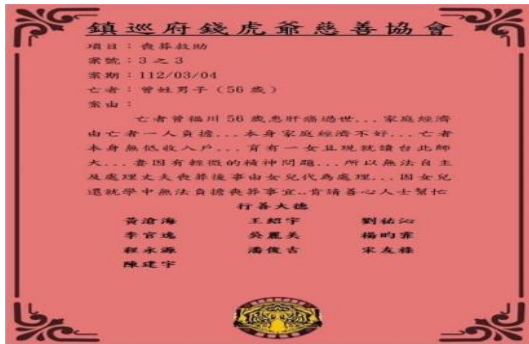 鎮巡府錢虎爺慈善協會
項目：喪葬救助
案號：3 之 3
案期：112/03/04
亡者：曾姓男子（56 歲）
案由：
亡者曾福川 56 歲患肝癌過世...家庭經濟
由亡者一人負擔...本身家庭經濟不好...亡者
本身無低收入戶...育有一女且現就讀台北師
大...妻因有輕微的精神問題...所以無法自主
及處理丈夫喪葬後事由女兒代為處理...因女兒
還就學中無法負擔喪葬事宜..肯請善心人士幫忙
行善大德
黃滄海 王紹宇 劉祐沁
李官逸 吳麗美 楊昀霏
程永源 潘俊吉 宋友祿
陳建宇